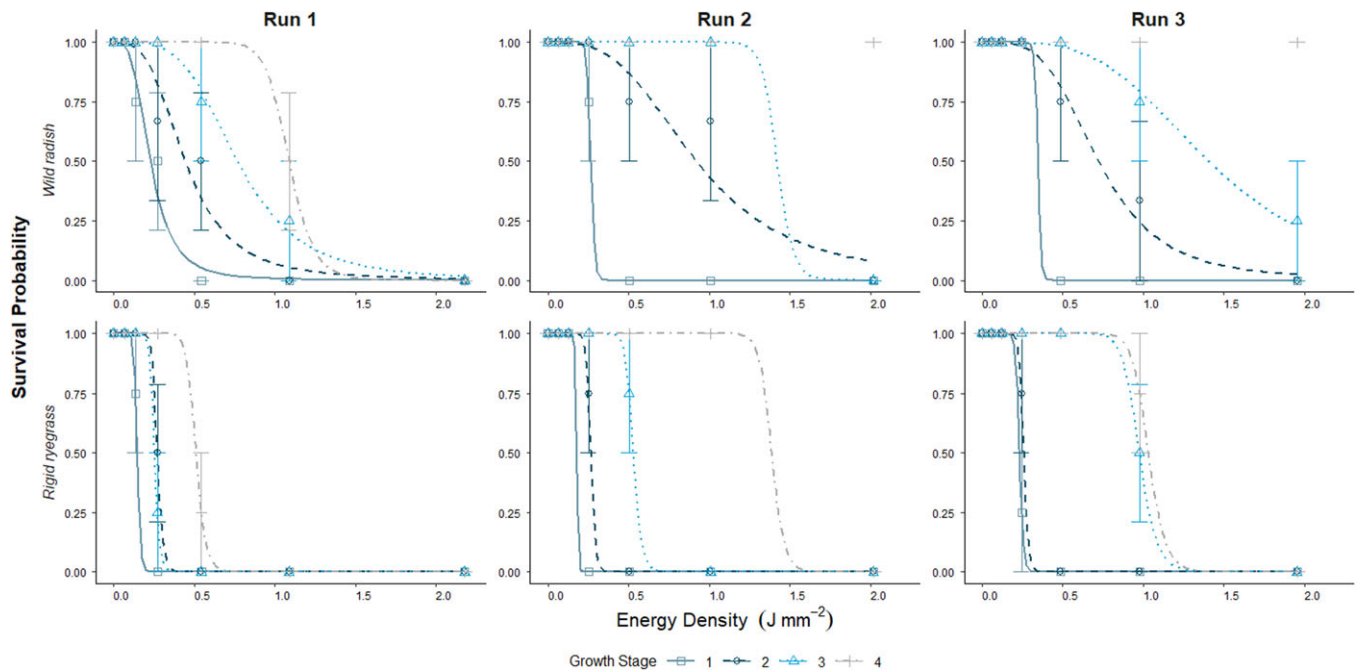 Run 1 Run 2 Run 3
Survival Probability
Wild radish
1.00 1.00 1.00
0.75 0.75 0.75
0.50 0.50 0.50
0.25 0.25 0.25
0.00 0.00 0.00
0.0 0.5 1.0 1.5 2.0 0.0 0.5 1.0 1.5 2.0 0.0 0.5 1.0 1.5 2.0
Rigid ryegrass
1.00 1.00 1.00
0.75 0.75 0.75
0.50 0.50 0.50
0.25 0.25 0.25
0.00 0.00 0.00
0.0 0.5 1.0 1.5 2.0 0.0 0.5 1.0 1.5 2.0 0.0 0.5 1.0 1.5 2.0
Energy Density (J mm⁻²)
Growth Stage 1 2 3 4